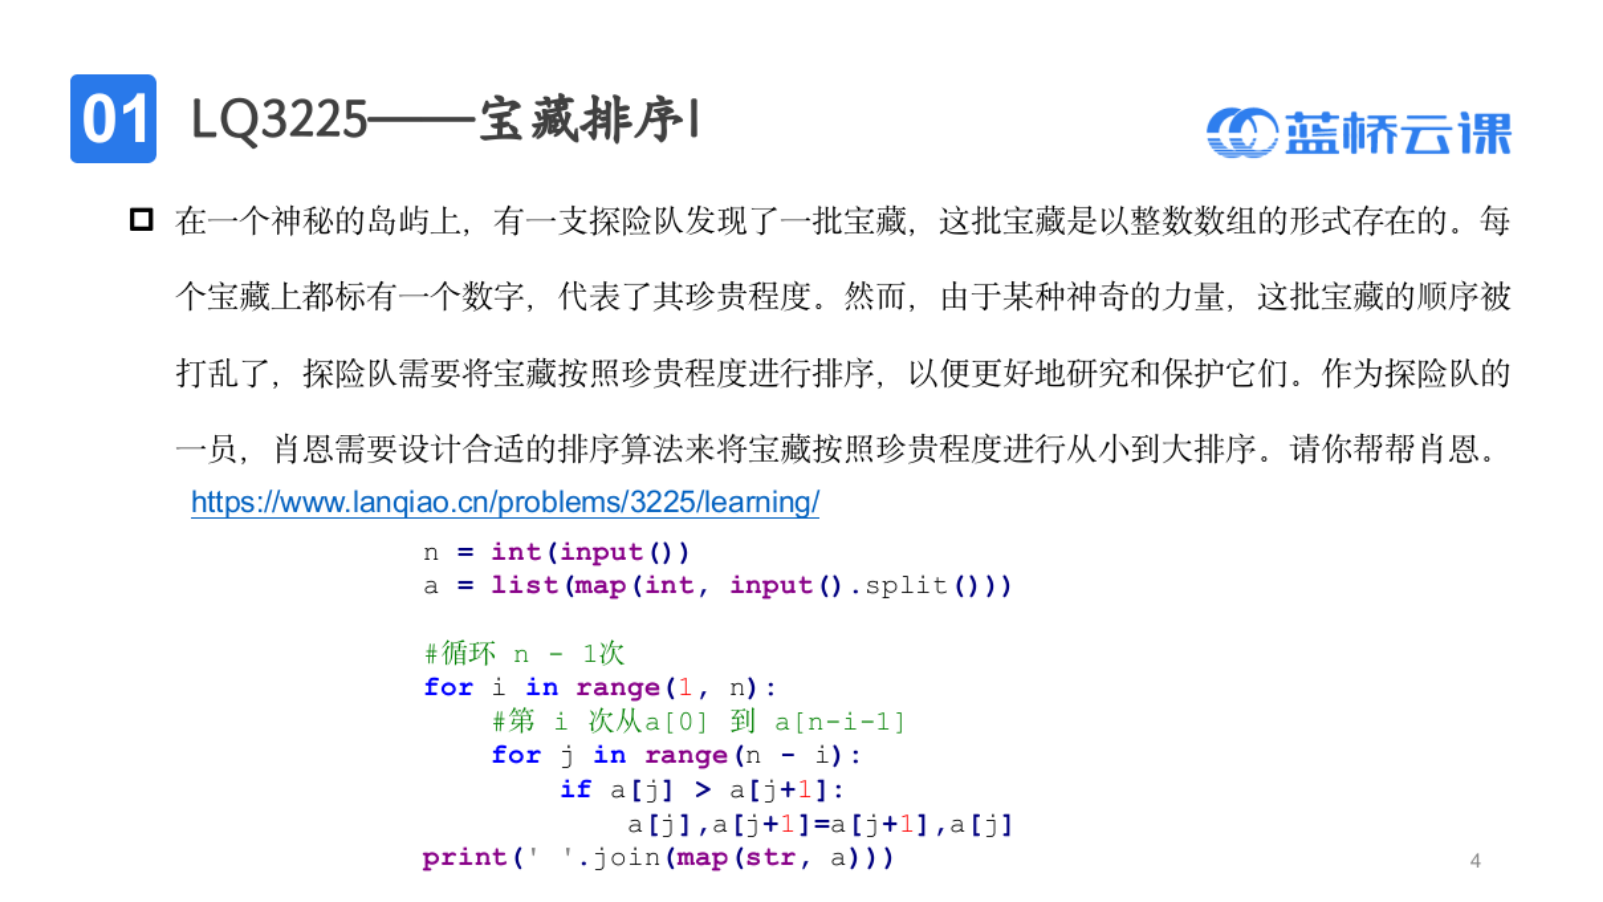 01
LQ3225——宝藏排序I
蓝桥云课
在一个神秘的岛屿上，有一支探险队发现了一批宝藏，这批宝藏是以整数数组的形式存在的。每
个宝藏上都标有一个数字，代表了其珍贵程度。然而，由于某种神奇的力量，这批宝藏的顺序被
打乱了，探险队需要将宝藏按照珍贵程度进行排序，以便更好地研究和保护它们。作为探险队的
一员，肖恩需要设计合适的排序算法来将宝藏按照珍贵程度进行从小到大排序。请你帮帮肖恩。
https://www.lanqiao.cn/problems/3225/learning/
n = int(input())
a = list(map(int, input().split()))
#循环 n - 1次
for i in range(1, n):
    #第 i 次从a[0] 到 a[n-i-1]
    for j in range(n - i):
        if a[j] > a[j+1]:
            a[j],a[j+1]=a[j+1],a[j]
print(' '.join(map(str, a)))
4